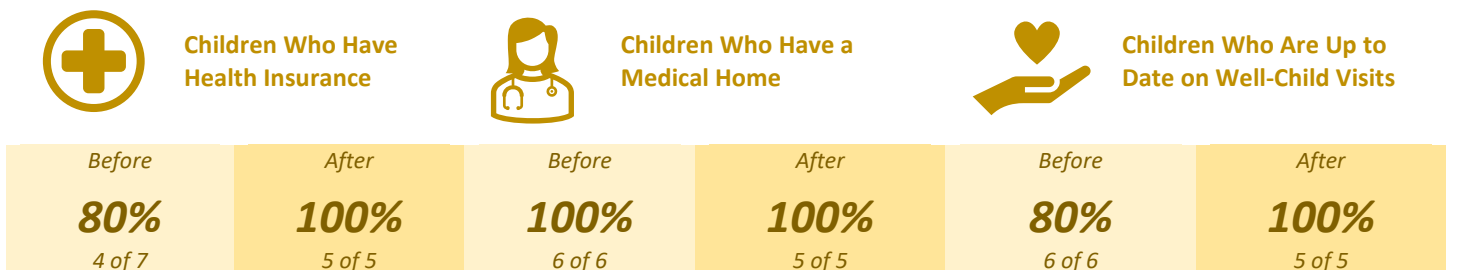 Children Who Have
Health Insurance
Children Who Have a
Medical Home
Children Who Are Up to
Date on Well-Child Visits
Before
After
Before
After
Before
After
80%
100%
100%
100%
80%
100%
4 of 7
5 of 5
6 of 6
5 of 5
6 of 6
5 of 5